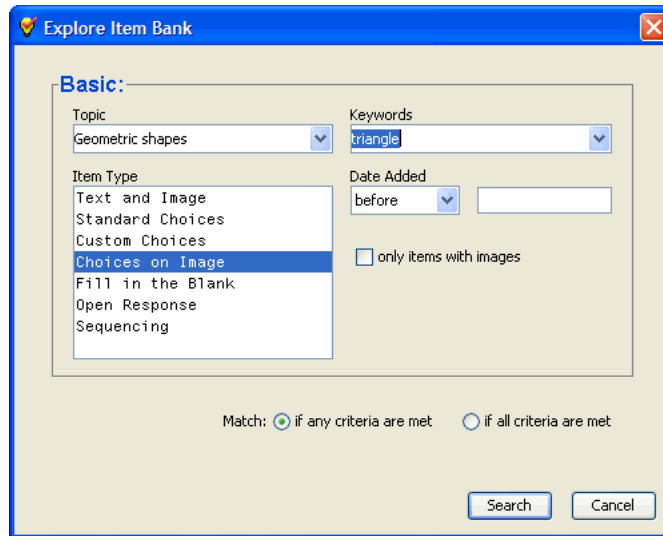 Explore Item Bank
Basic:
Topic
Keywords
Geometric shapes
triangle
Item Type
Date Added
Text and Image
before
Standard Choices
Custom Choices
Choices on Image
only items with images
Fill in the Blank
Open Response
Sequencing
Match: if any criteria are met if all criteria are met
Search Cancel